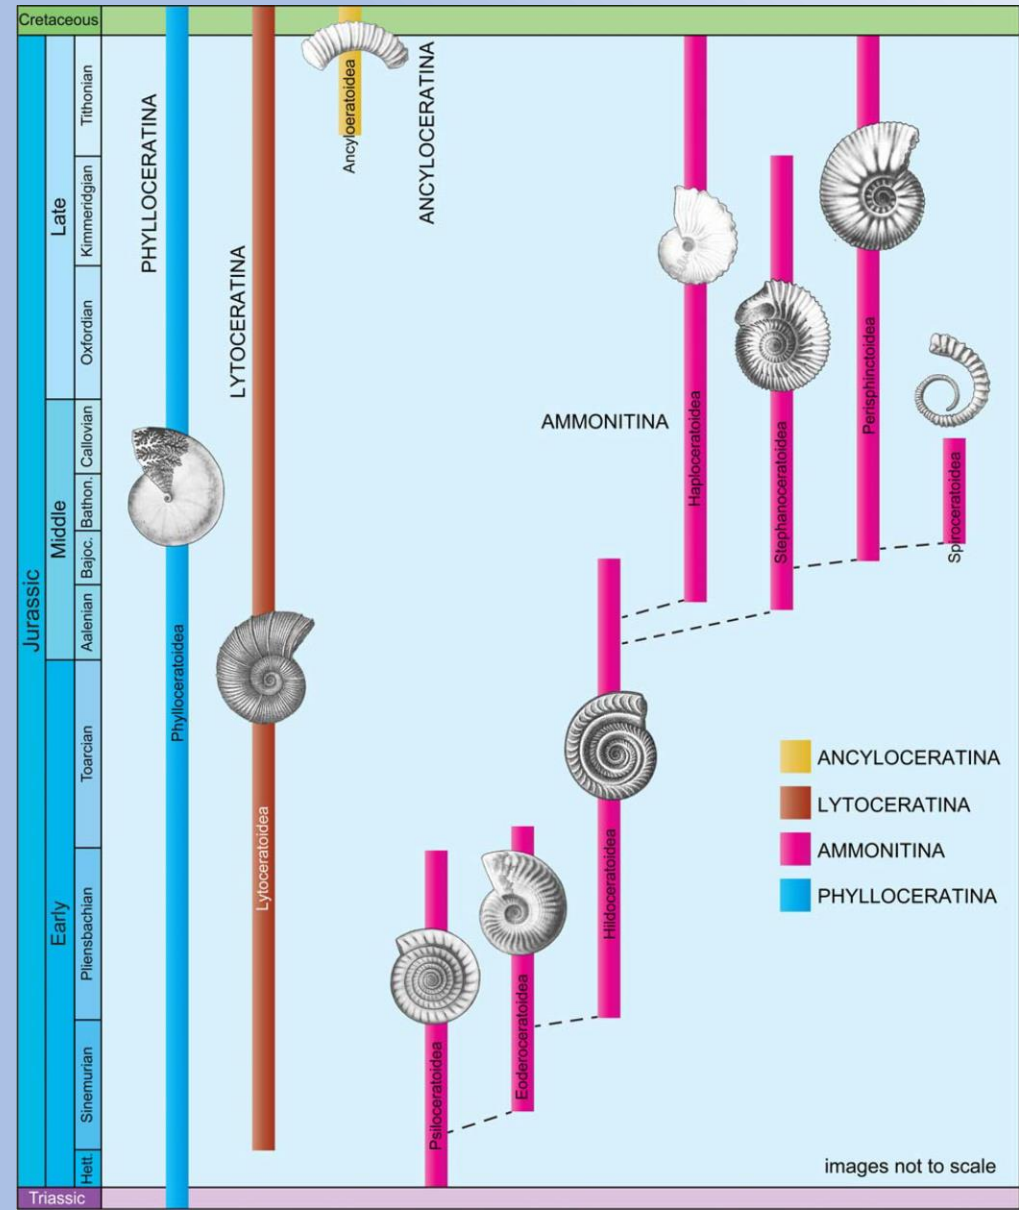 Cretaceous
Jurassic
Late
Middle
Early
Tithonian
Kimmeridgian
Oxfordian
Callovian
Bathon.
Bajoc.
Aalenian
Toarcian
Pliensbachian
Sinemurian
Hett.
Triassic
PHYLLOCERATINA
Phylloceratoidea
LYTOCERATINA
Lytoceratoidea
Ancyloeratoidea
ANCYLOCERATINA
AMMONITINA
Psiloceratoidea
Eoderoceratoidea
Hildoceratoidea
Haploceratoidea
Stephanoceratoidea
Perisphinctoidea
Spiroceratoidea
ANCYLOCERATINA
LYTOCERATINA
AMMONITINA
PHYLLOCERATINA
images not to scale